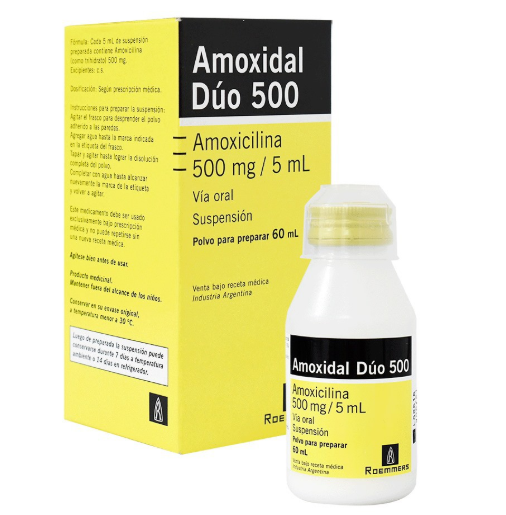 Fórmula: Cada 5 mL de suspensión
preparada contiene Amoxicilina
(como trihidrato) 500 mg.
Excipientes: c.s.
Dosificación: Según prescripción médica.
Instrucciones para preparar la suspensión:
Agitar el frasco para desprender el polvo
adherido a las paredes.
Agregar agua hasta la marca indicada
en la etiqueta del frasco.
Tapar y agitar hasta lograr la disolución
completa del polvo.
Completar con agua hasta alcanzar
nuevamente la marca de la etiqueta
y volver a agitar.
Este medicamento debe ser usado
exclusivamente bajo prescripción
médica y no puede repetirse sin
una nueva receta médica.
Agítese bien antes de usar.
Producto medicinal.
Mantener fuera del alcance de los niños.
Conservar en su envase original,
a temperatura menor a 30 °C.
Luego de preparada la suspensión puede
conservarse durante 7 días a temperatura
ambiente o 14 días en refrigerador.
Amoxidal
Dúo 500
Amoxicilina
500 mg / 5 mL
Vía oral
Suspensión
Polvo para preparar 60 mL
Venta bajo receta médica
Industria Argentina
ROEMMERS
Amoxidal Dúo 500
Amoxicilina
500 mg / 5 mL
Vía oral
Suspensión
Polvo para preparar
60 mL
Venta bajo receta médica
Industria Argentina
ROEMMERS